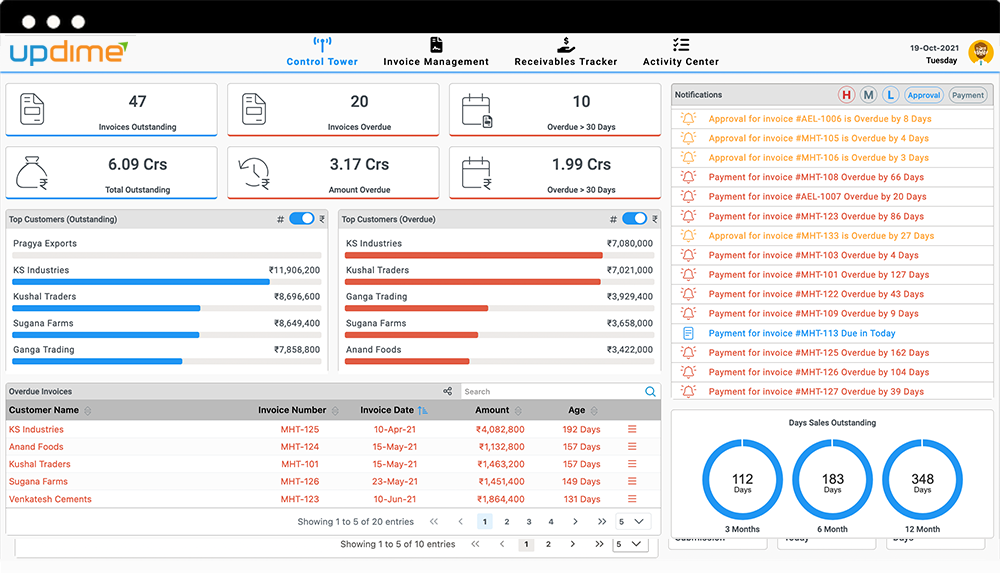 updime
Control Tower
Invoice Management
Receivables Tracker
Activity Center
19-Oct-2021
Tuesday
47
Invoices Outstanding
20
Invoices Overdue
10
Overdue > 30 Days
6.09 Crs
Total Outstanding
3.17 Crs
Amount Overdue
1.99 Crs
Overdue > 30 Days
Top Customers (Outstanding) # ₹
Pragya Exports
KS Industries ₹11,906,200
Kushal Traders ₹8,696,600
Sugana Farms ₹8,649,400
Ganga Trading ₹7,858,800
Top Customers (Overdue) # ₹
KS Industries ₹7,080,000
Kushal Traders ₹7,021,000
Ganga Trading ₹3,929,400
Sugana Farms ₹3,658,000
Anand Foods ₹3,422,000
Overdue Invoices Search
Customer Name Invoice Number Invoice Date Amount Age
KS Industries MHT-125 10-Apr-21 ₹4,082,800 192 Days
Anand Foods MHT-124 15-May-21 ₹1,132,800 157 Days
Kushal Traders MHT-101 15-May-21 ₹1,463,200 157 Days
Sugana Farms MHT-126 23-May-21 ₹1,451,400 149 Days
Venkatesh Cements MHT-123 10-Jun-21 ₹1,864,400 131 Days
Showing 1 to 5 of 20 entries << < 1 2 3 4 > >> 5
Showing 1 to 5 of 10 entries << < 1 2 > >> 5
Notifications H M L Approval Payment
Approval for invoice #AEL-1006 is Overdue by 8 Days
Approval for invoice #MHT-105 is Overdue by 4 Days
Approval for invoice #MHT-106 is Overdue by 3 Days
Payment for invoice #MHT-108 Overdue by 66 Days
Payment for invoice #AEL-1007 Overdue by 20 Days
Payment for invoice #MHT-123 Overdue by 86 Days
Approval for invoice #MHT-133 is Overdue by 27 Days
Payment for invoice #MHT-103 Overdue by 4 Days
Payment for invoice #MHT-101 Overdue by 127 Days
Payment for invoice #MHT-122 Overdue by 43 Days
Payment for invoice #MHT-109 Overdue by 9 Days
Payment for invoice #MHT-113 Due in Today
Payment for invoice #MHT-125 Overdue by 162 Days
Payment for invoice #MHT-126 Overdue by 104 Days
Payment for invoice #MHT-127 Overdue by 39 Days
Days Sales Outstanding
112
Days
3 Months
183
Days
6 Month
348
Days
12 Month
Submission Today Days